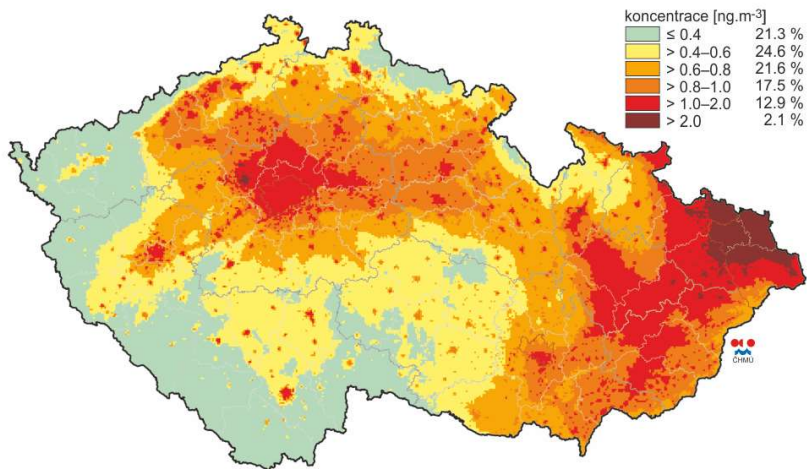 koncentrace [ng.m-³]
≤ 0.4 21.3 %
> 0.4–0.6 24.6 %
> 0.6–0.8 21.6 %
> 0.8–1.0 17.5 %
> 1.0–2.0 12.9 %
> 2.0 2.1 %
ČHMÚ